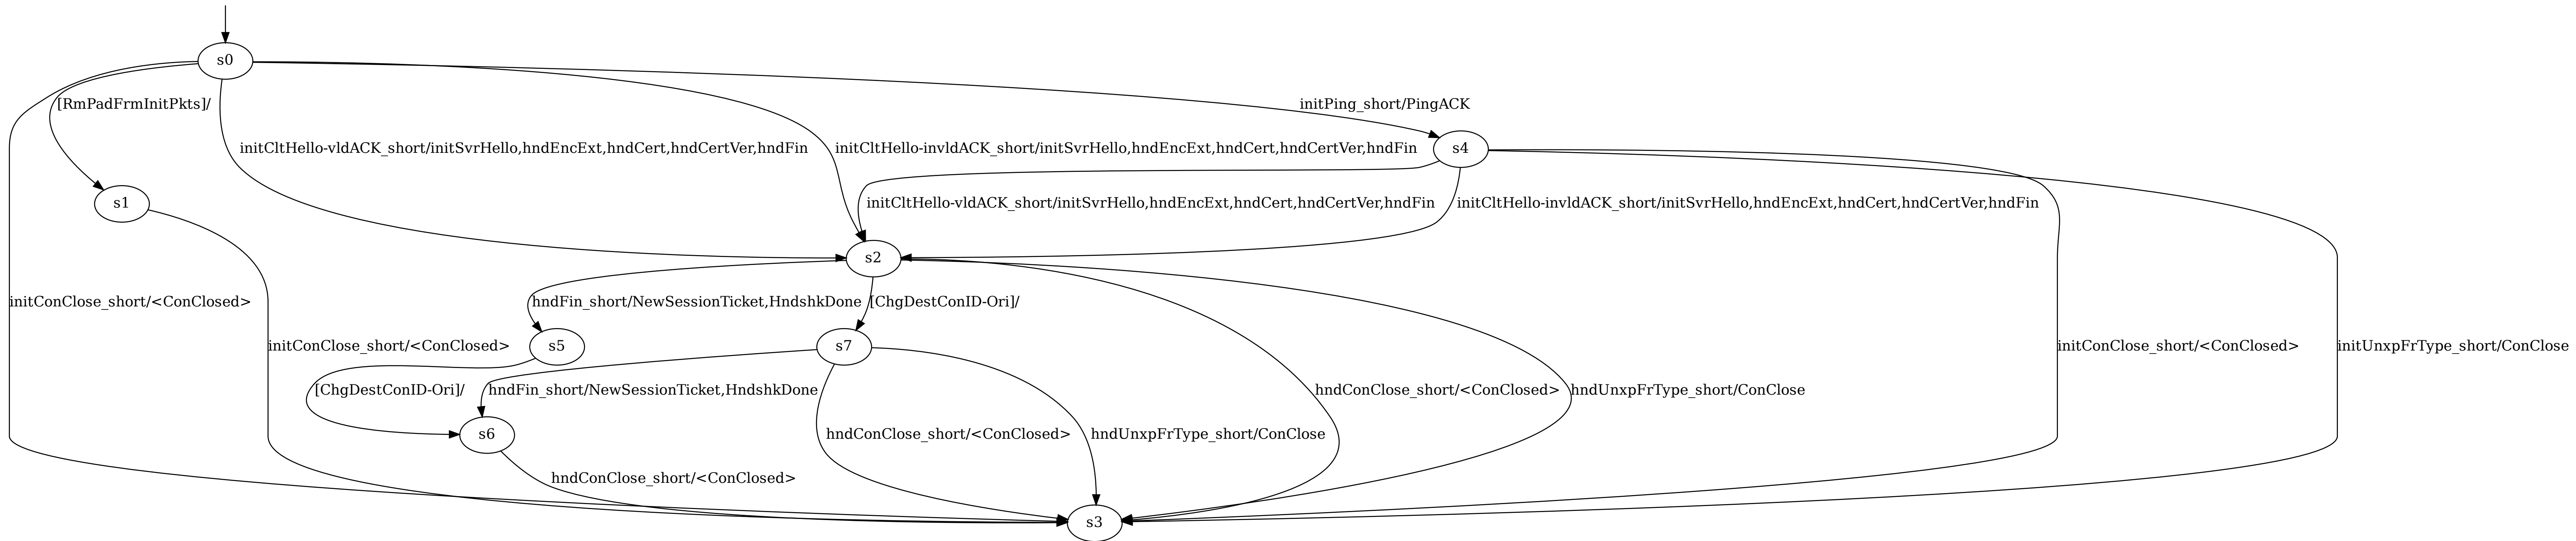 s0
[RmPadFrmInitPkts]/
initPing_short/PingACK
initCltHello-vldACK_short/initSvrHello,hndEncExt,hndCert,hndCertVer,hndFin
initCltHello-invldACK_short/initSvrHello,hndEncExt,hndCert,hndCertVer,hndFin
s4
s1
initCltHello-vldACK_short/initSvrHello,hndEncExt,hndCert,hndCertVer,hndFin
initCltHello-invldACK_short/initSvrHello,hndEncExt,hndCert,hndCertVer,hndFin
s2
initConClose_short/<ConClosed>
hndFin_short/NewSessionTicket,HndshkDone
[ChgDestConID-Ori]/
initConClose_short/<ConClosed>
s5
s7
initConClose_short/<ConClosed>
initUnxpFrType_short/ConClose
[ChgDestConID-Ori]/
hndFin_short/NewSessionTicket,HndshkDone
hndConClose_short/<ConClosed>
hndUnxpFrType_short/ConClose
s6
hndConClose_short/<ConClosed>
hndUnxpFrType_short/ConClose
hndConClose_short/<ConClosed>
s3